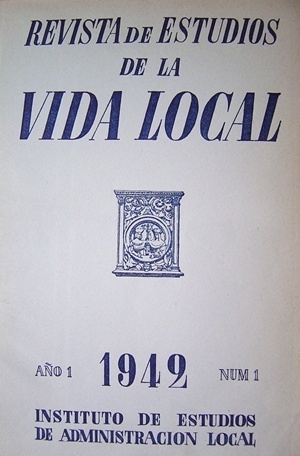 REVISTA DE ESTUDIOS
DE LA
VIDA LOCAL
AÑO 1 1942 NUM 1
INSTITUTO DE ESTUDIOS
DE ADMINISTRACION LOCAL